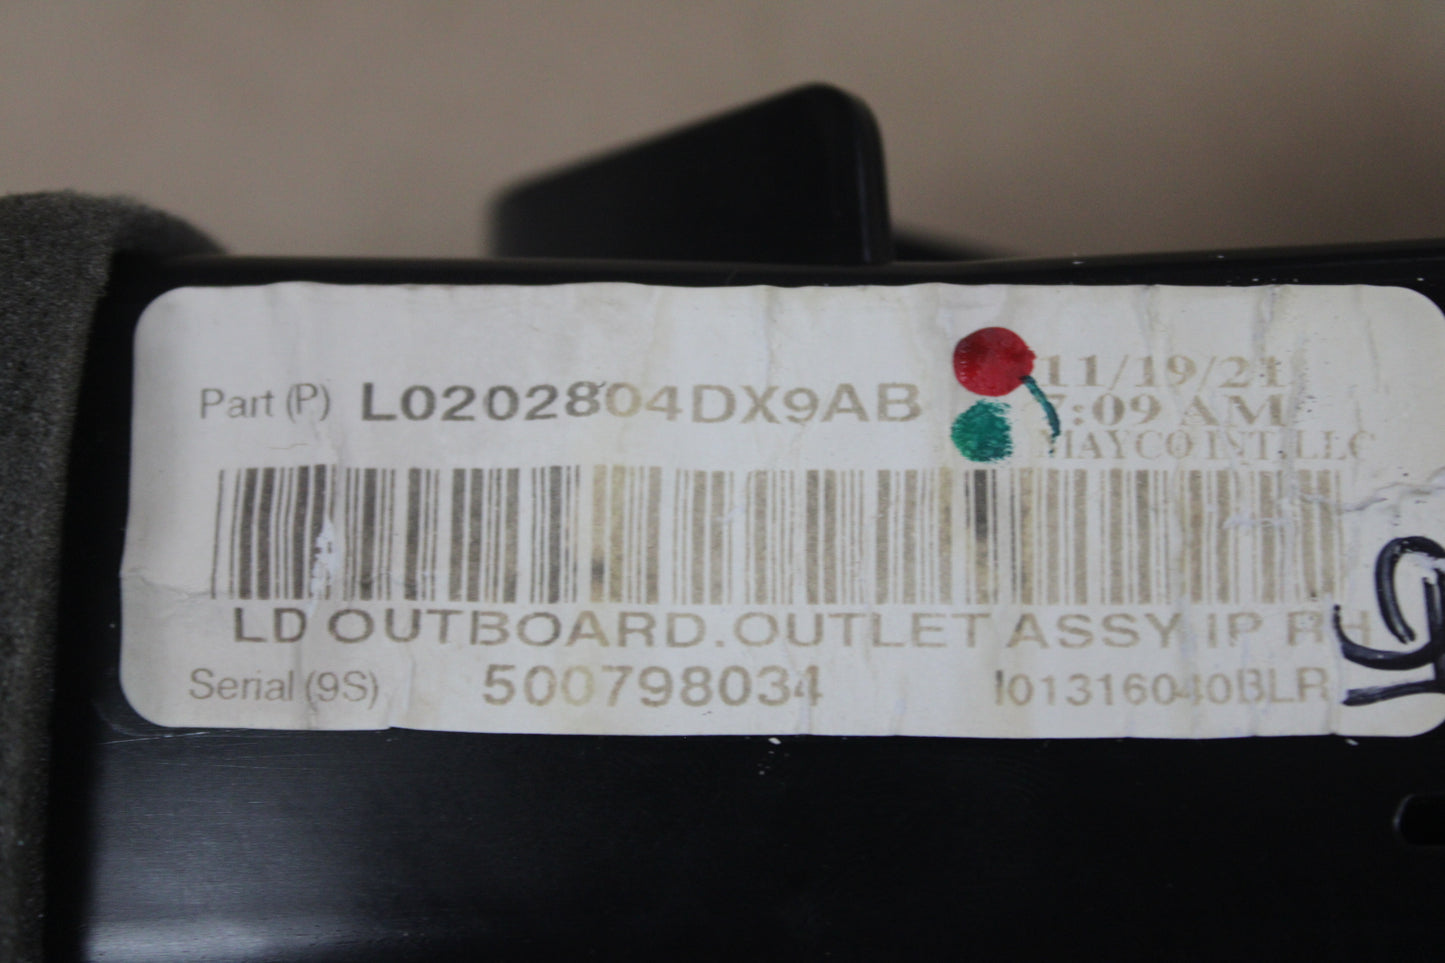 Part (P) L0202804DX9AB
11/19/21
7:09 AM
MAYCO INT. LLC
LD OUTBOARD.OUTLET ASSY IP RH
Serial (9S) 500798034 I01316040BLR